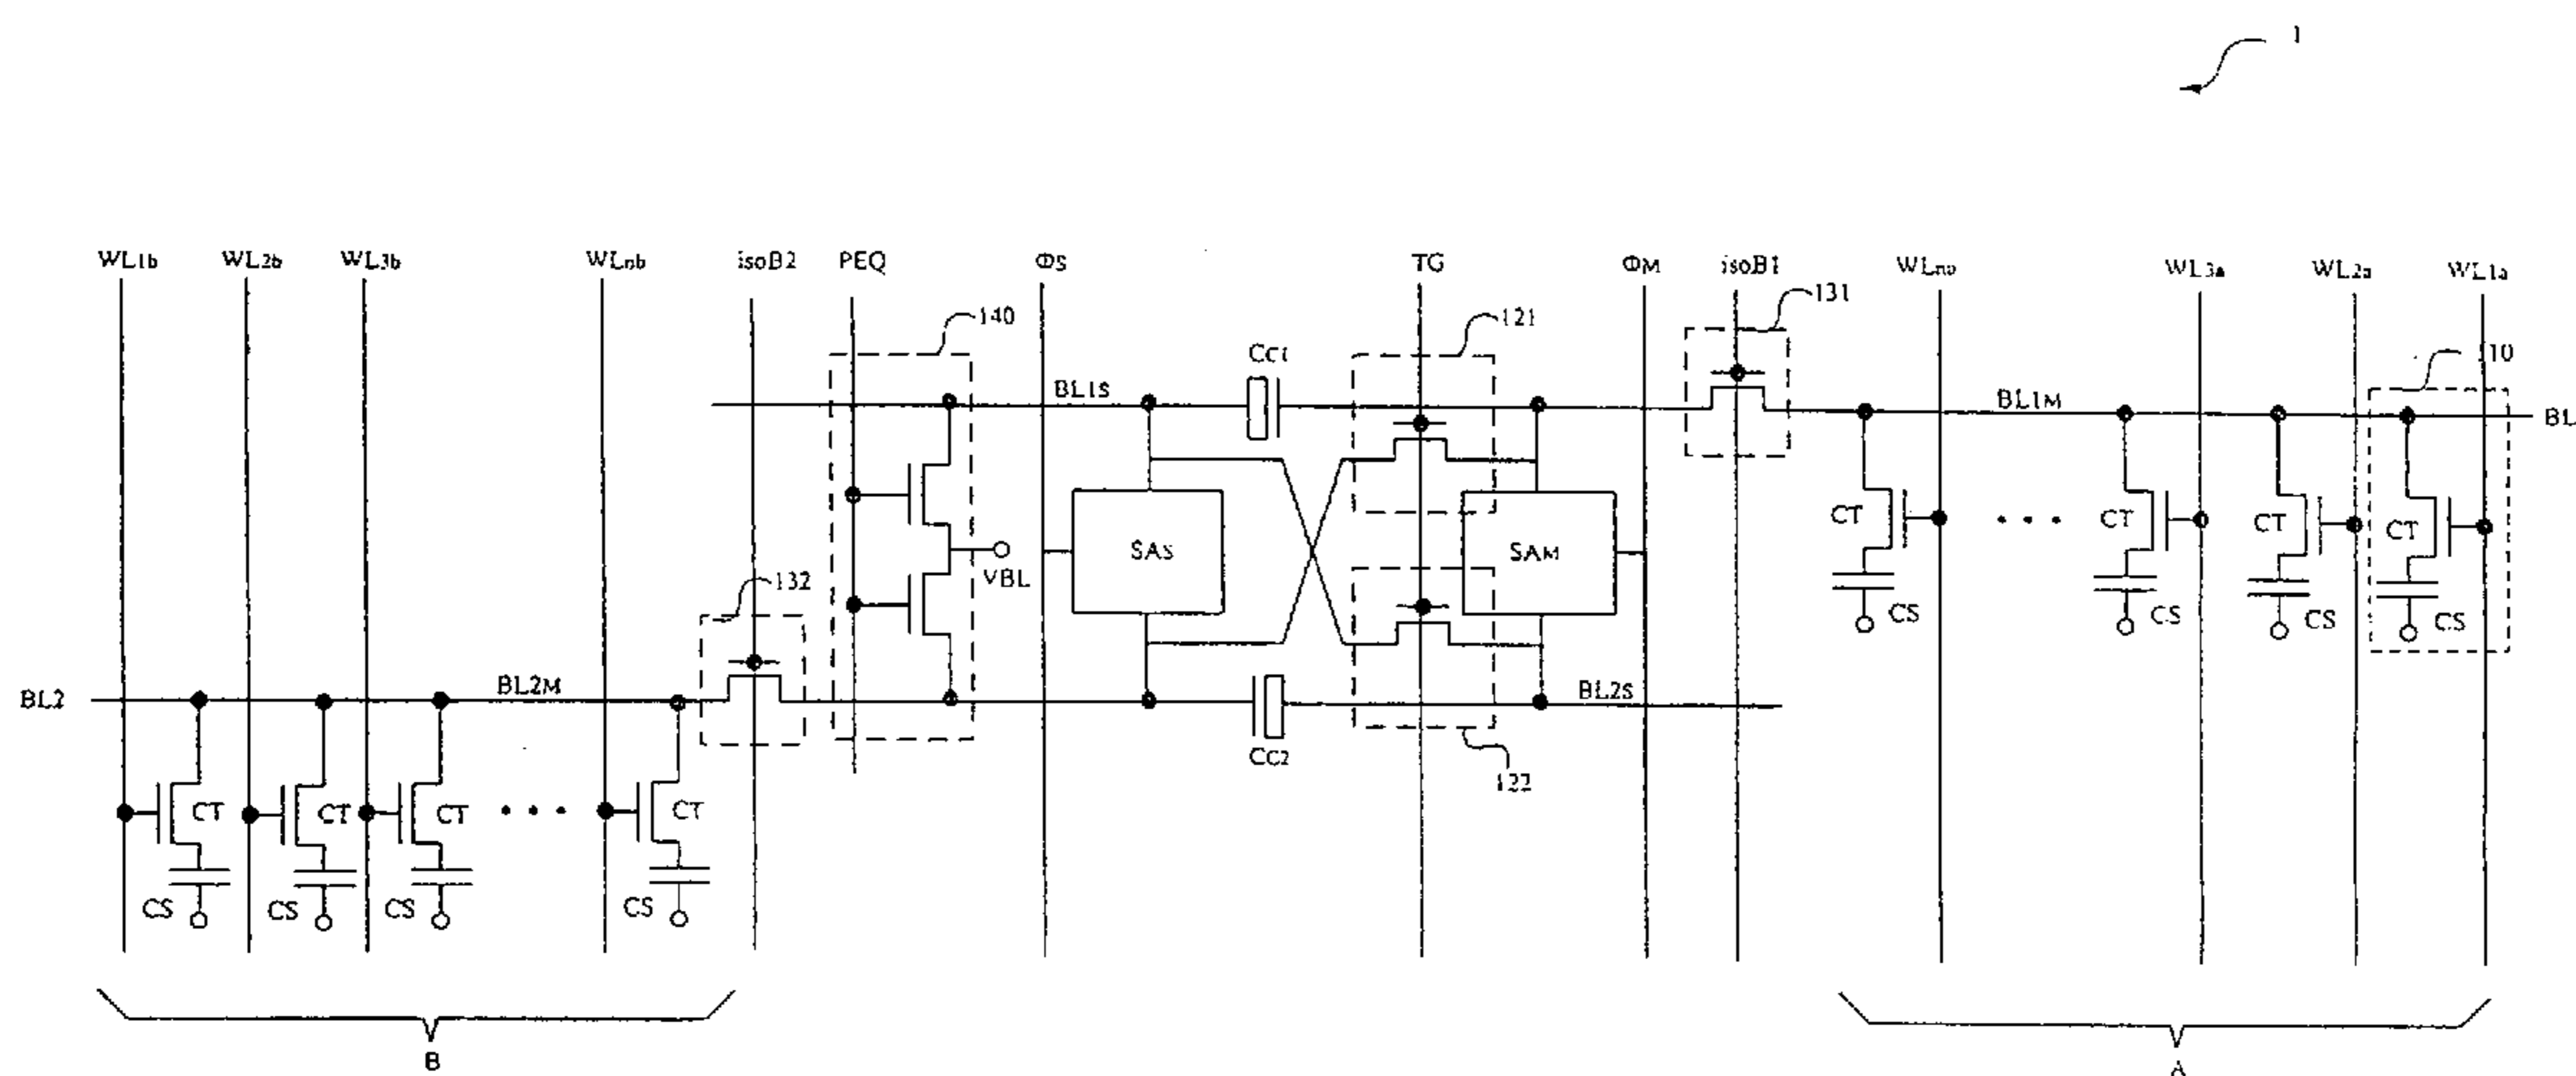 1
WL1b WL2b WL3b WLnb isoB2 PEQ ΦS TG ΦM isoB1 WLna WL3a WL2a WL1a
140 121 131
CC1 110
BL1S BL1M BL
CT CT CT CT
SAS SAM
VBL
132
CS CS CS CS
BL2 BL2M BL2S
CC2 122
CT CT CT CT
CS CS CS CS
B A